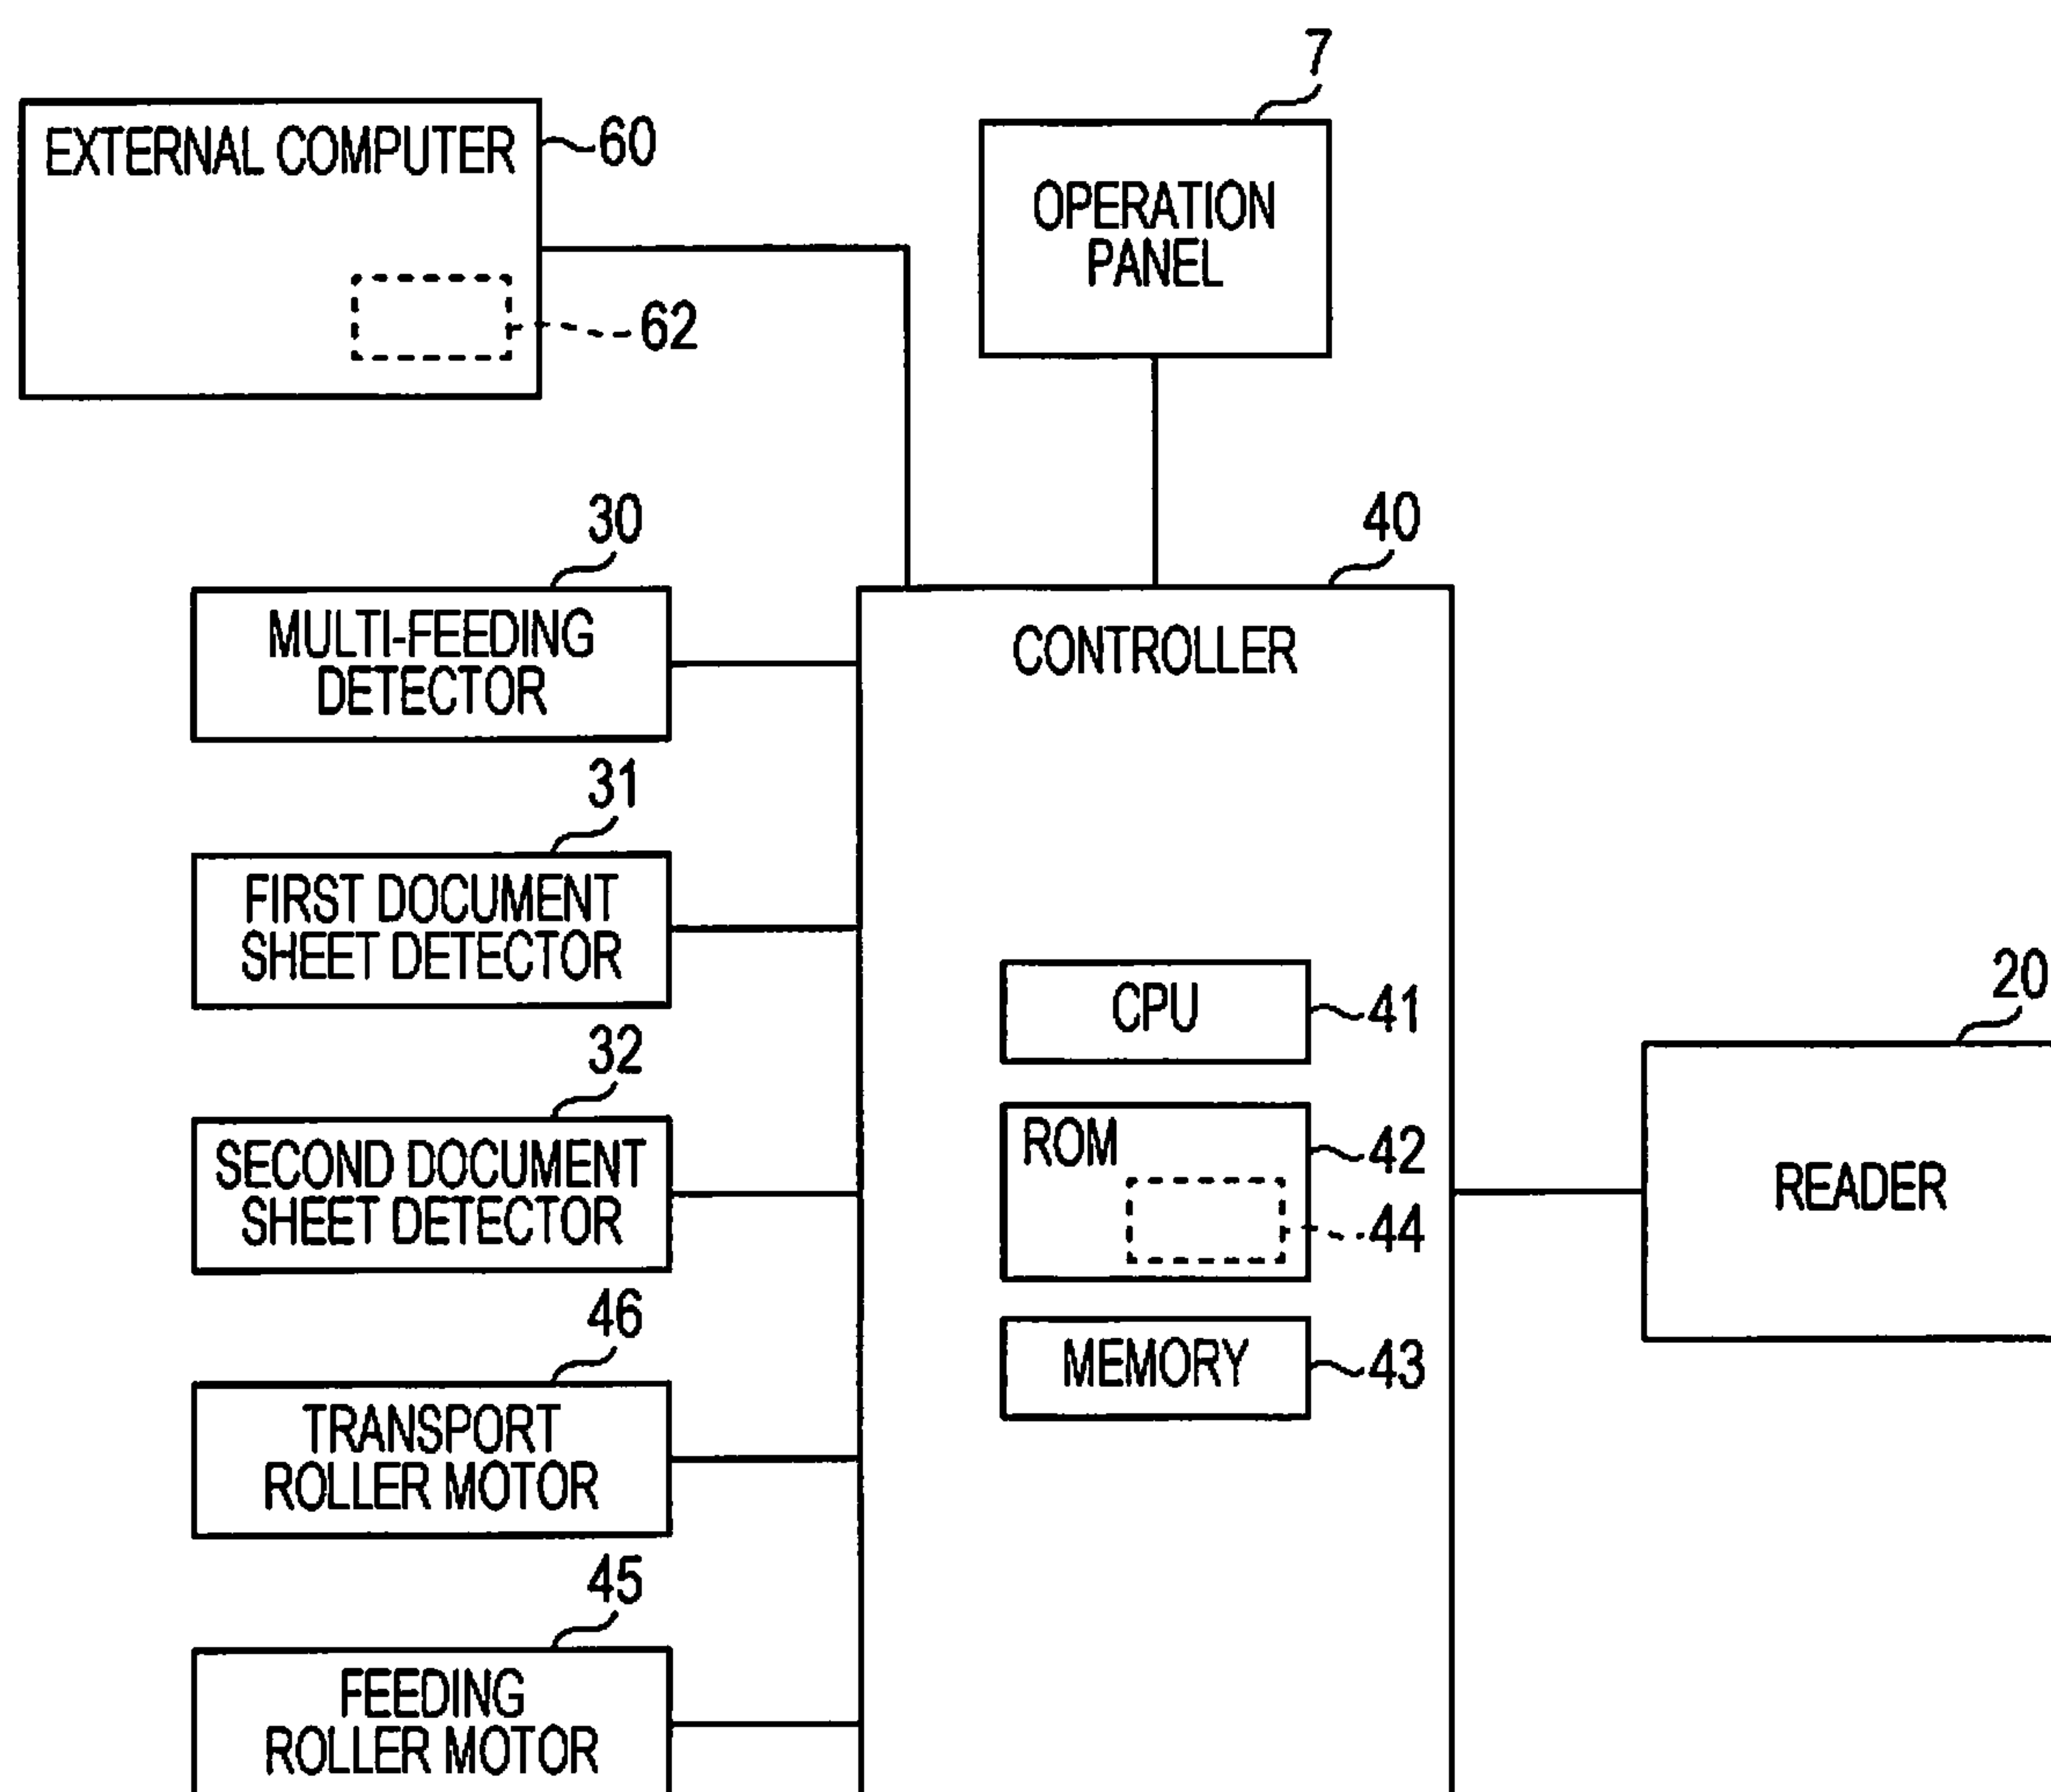 7
EXTERNAL COMPUTER
60
OPERATION
PANEL
62
30
40
MULTI-FEEDING
DETECTOR
CONTROLLER
31
FIRST DOCUMENT
SHEET DETECTOR
20
CPU
41
32
SECOND DOCUMENT
SHEET DETECTOR
ROM
42
44
READER
46
MEMORY
43
TRANSPORT
ROLLER MOTOR
45
FEEDING
ROLLER MOTOR